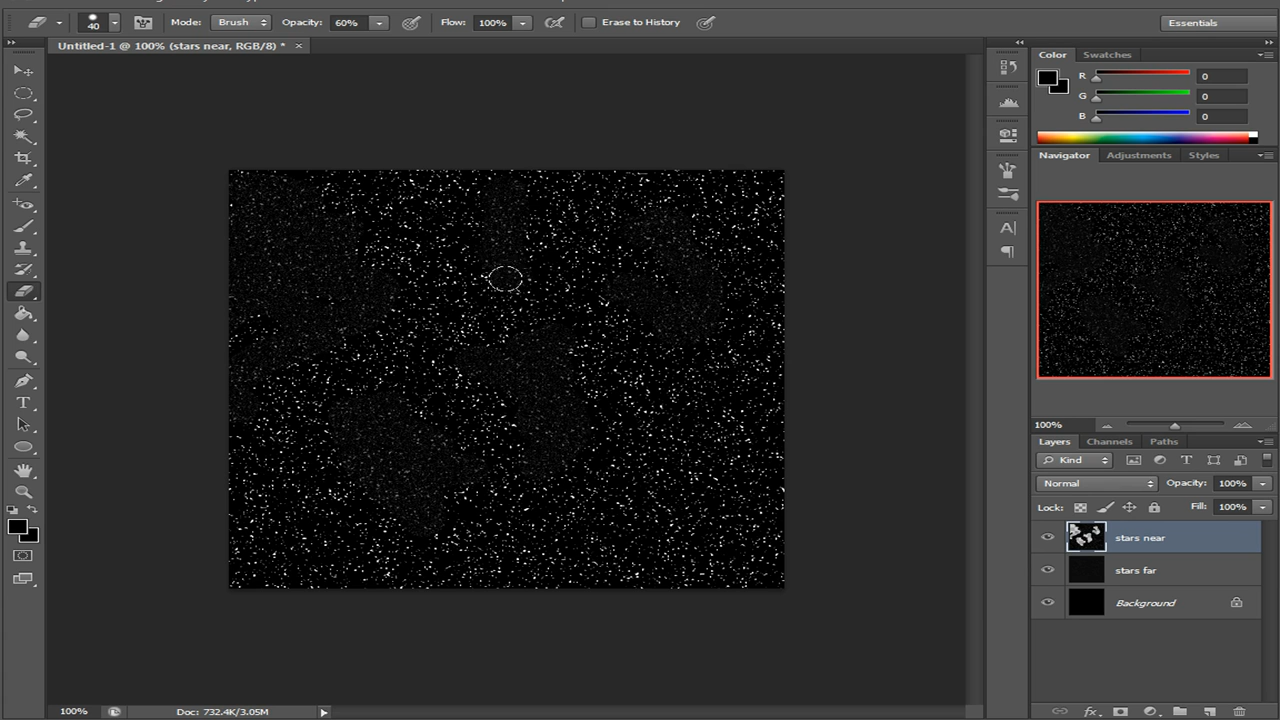 40 Mode: Brush Opacity: 60% Flow: 100% Erase to History Essentials
Untitled-1 @ 100% (stars near, RGB/8) * ×
Color Swatches
R 0
G 0
B 0
Navigator Adjustments Styles
100%
Layers Channels Paths
Kind T
Normal Opacity: 100%
Lock: Fill: 100%
stars near
stars far
Background
fx
100% Doc: 732.4K/3.05M